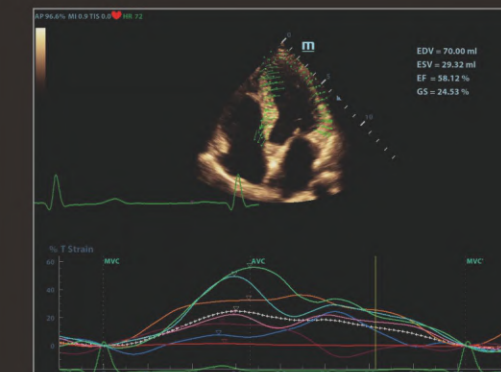 AP 96.6% MI 0.9 TIS 0.0 HR 72
m
EDV = 70.00 ml
ESV = 29.32 ml
EF = 58.12 %
GS = 24.53 %
% T Strain
MVC
AVC
MVC
60
40
20
0